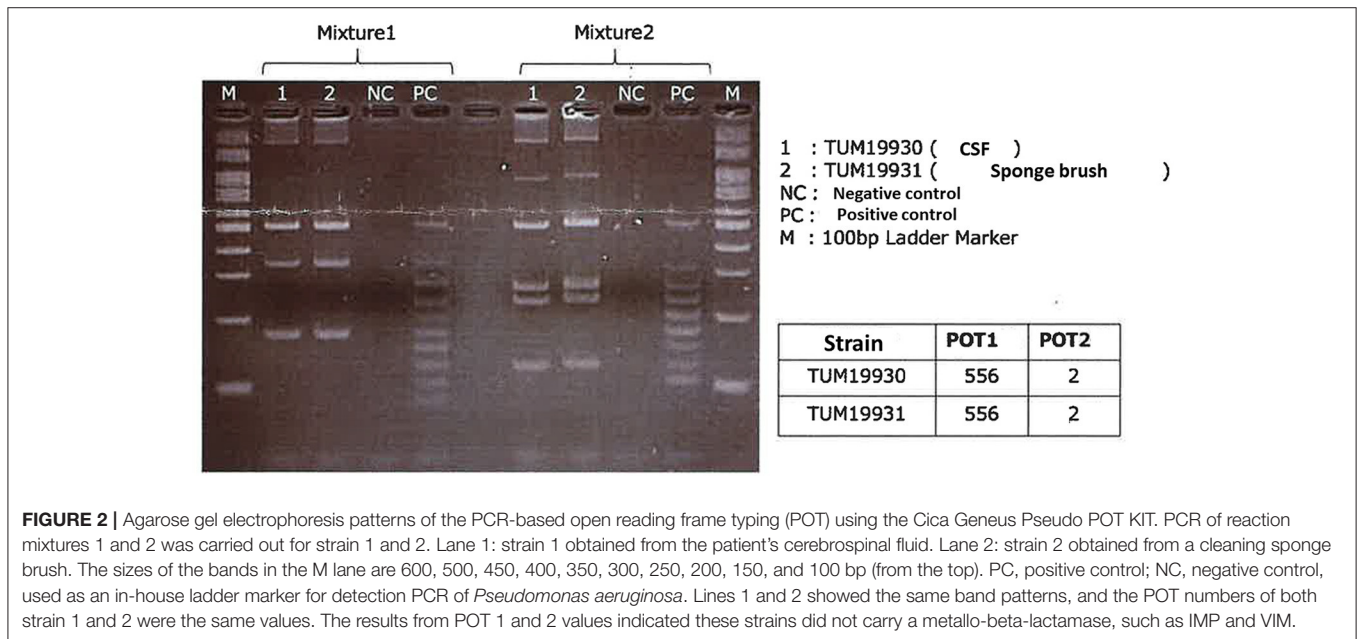 Mixture1 Mixture2
M 1 2 NC PC 1 2 NC PC M
1 : TUM19930 ( CSF )
2 : TUM19931 ( Sponge brush )
NC : Negative control
PC : Positive control
M : 100bp Ladder Marker
Strain POT1 POT2
TUM19930 556 2
TUM19931 556 2
FIGURE 2 | Agarose gel electrophoresis patterns of the PCR-based open reading frame typing (POT) using the Cica Geneus Pseudo POT KIT. PCR of reaction
mixtures 1 and 2 was carried out for strain 1 and 2. Lane 1: strain 1 obtained from the patient's cerebrospinal fluid. Lane 2: strain 2 obtained from a cleaning sponge
brush. The sizes of the bands in the M lane are 600, 500, 450, 400, 350, 300, 250, 200, 150, and 100 bp (from the top). PC, positive control; NC, negative control,
used as an in-house ladder marker for detection PCR of Pseudomonas aeruginosa. Lines 1 and 2 showed the same band patterns, and the POT numbers of both
strain 1 and 2 were the same values. The results from POT 1 and 2 values indicated these strains did not carry a metallo-beta-lactamase, such as IMP and VIM.